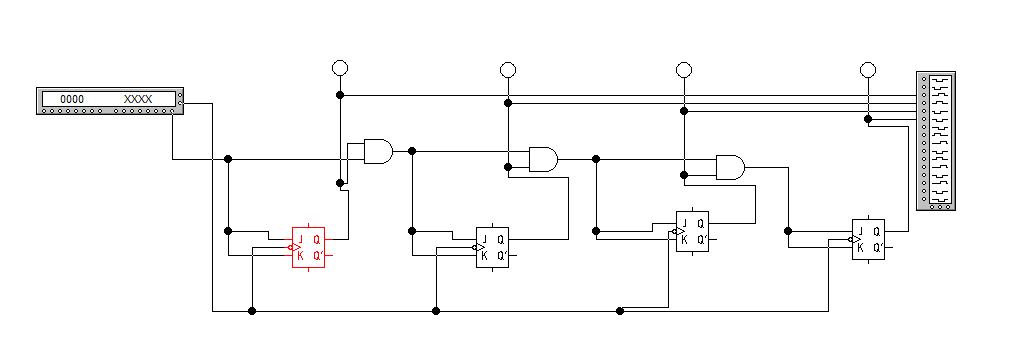 0000 XXXX
J Q
K Q'
J Q
K Q'
J Q
K Q'
J Q
K Q'